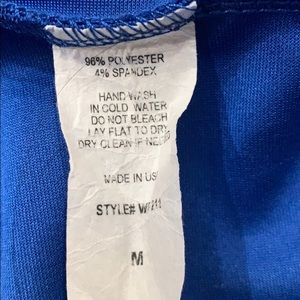 96% POLYESTER
4% SPANDEX
HAND WASH
IN COLD WATER
DO NOT BLEACH
LAY FLAT TO DRY
DRY CLEAN IF
MADE IN US
STYLE#
M